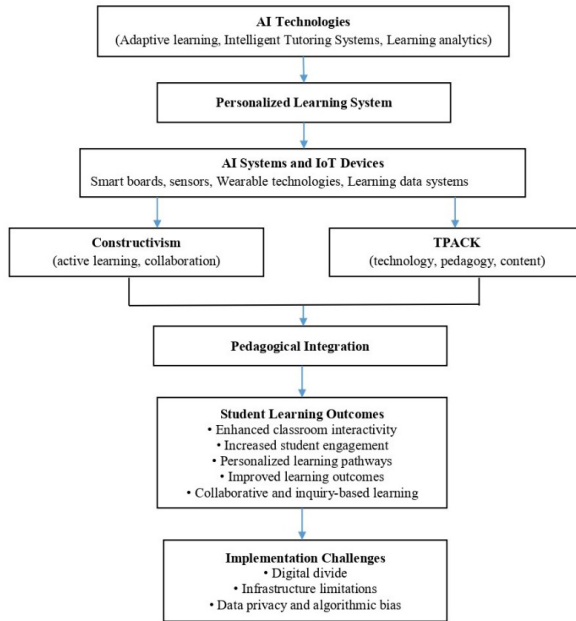 AI Technologies
(Adaptive learning, Intelligent Tutoring Systems, Learning analytics)
Personalized Learning System
AI Systems and IoT Devices
Smart boards, sensors, Wearable technologies, Learning data systems
Constructivism
(active learning, collaboration)
TPACK
(technology, pedagogy, content)
Pedagogical Integration
Student Learning Outcomes
• Enhanced classroom interactivity
• Increased student engagement
• Personalized learning pathways
• Improved learning outcomes
• Collaborative and inquiry-based learning
Implementation Challenges
• Digital divide
• Infrastructure limitations
• Data privacy and algorithmic bias